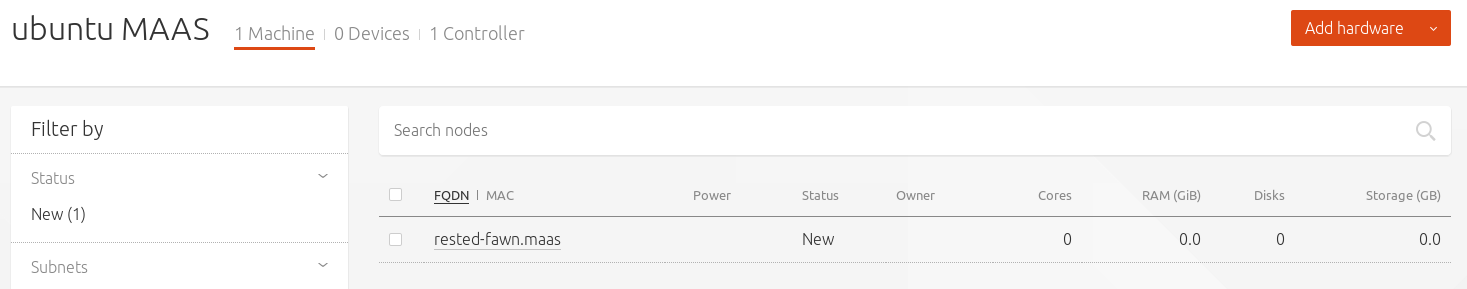 ubuntu MAAS 1 Machine 0 Devices 1 Controller Add hardware
Filter by
Status
New (1)
Subnets
Search nodes
FQDN | MAC Power Status Owner Cores RAM (GiB) Disks Storage (GB)
rested-fawn.maas New 0 0.0 0 0.0